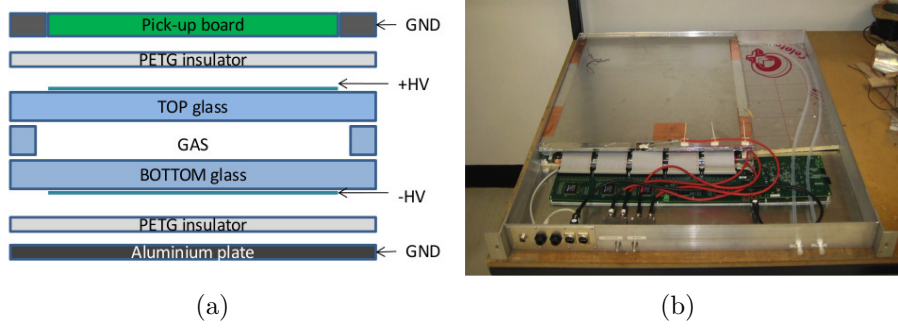 Pick-up board
GND
PETG insulator
+HV
TOP glass
GAS
BOTTOM glass
-HV
PETG insulator
Aluminium plate
GND
(a)
(b)